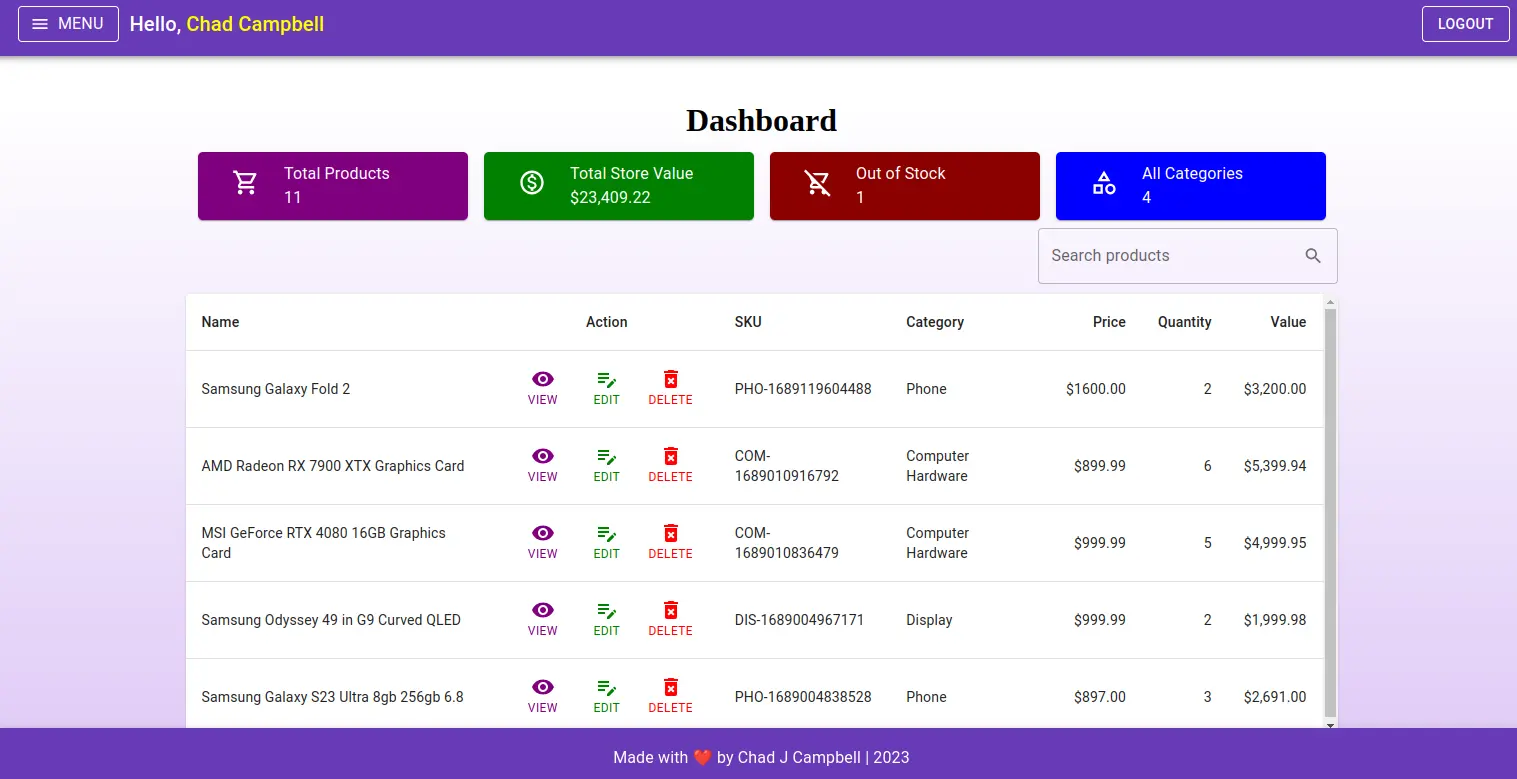 MENU Hello, Chad Campbell LOGOUT
Dashboard
Total Products
11
Total Store Value
$23,409.22
Out of Stock
1
All Categories
4
Search products
Name Action SKU Category Price Quantity Value
Samsung Galaxy Fold 2 VIEW EDIT DELETE PHO-1689119604488 Phone $1600.00 2 $3,200.00
AMD Radeon RX 7900 XTX Graphics Card VIEW EDIT DELETE COM-
1689010916792 Computer
Hardware $899.99 6 $5,399.94
MSI GeForce RTX 4080 16GB Graphics
Card VIEW EDIT DELETE COM-
1689010836479 Computer
Hardware $999.99 5 $4,999.95
Samsung Odyssey 49 in G9 Curved QLED VIEW EDIT DELETE DIS-1689004967171 Display $999.99 2 $1,999.98
Samsung Galaxy S23 Ultra 8gb 256gb 6.8 VIEW EDIT DELETE PHO-1689004838528 Phone $897.00 3 $2,691.00
Made with ❤️ by Chad J Campbell | 2023